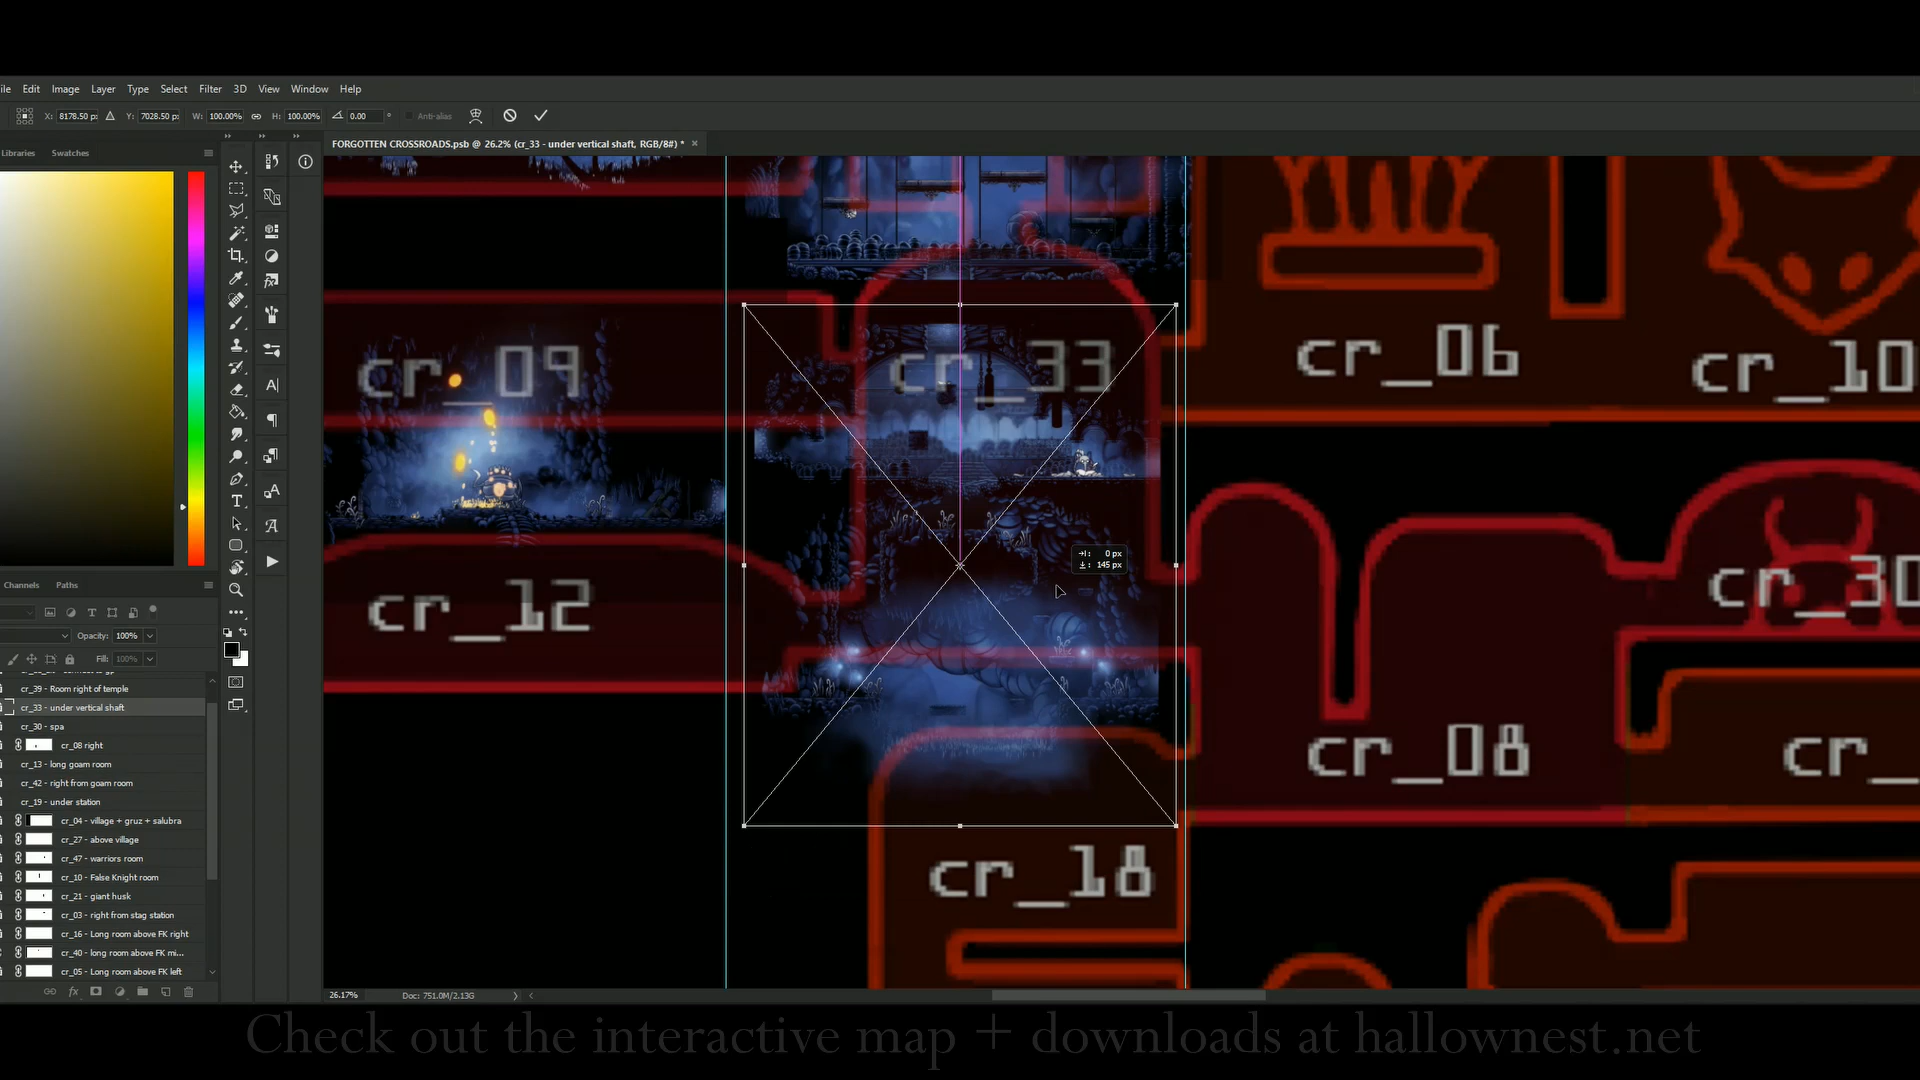 ile Edit Image Layer Type Select Filter 3D View Window Help
X: 8178.50 px Y: 7028.50 px W: 100.00% H: 100.00% 0.00 ° Anti-alias
FORGOTTEN CROSSROADS.psb @ 26.2% (cr_33 - under vertical shaft, RGB/8#) * ×
Libraries Swatches
cr_09
cr_33
cr_06
cr_10
cr_12
→|: 0 px
145 px
cr_30
cr_08
cr_
cr_18
Channels Paths
Opacity: 100%
Fill: 100%
cr_39 - Room right of temple
cr_33 - under vertical shaft
cr_30 - spa
cr_08 right
cr_13 - long goam room
cr_42 - right from goam room
cr_19 - under station
cr_04 - village + gruz + salubra
cr_27 - above village
cr_47 - warriors room
cr_10 - False Knight room
cr_21 - giant husk
cr_03 - right from stag station
cr_16 - Long room above FK right
cr_40 - long room above FK mi...
cr_05 - Long room above FK left
26.17% Doc: 751.0M/2.13G
Check out the interactive map + downloads at hallownest.net